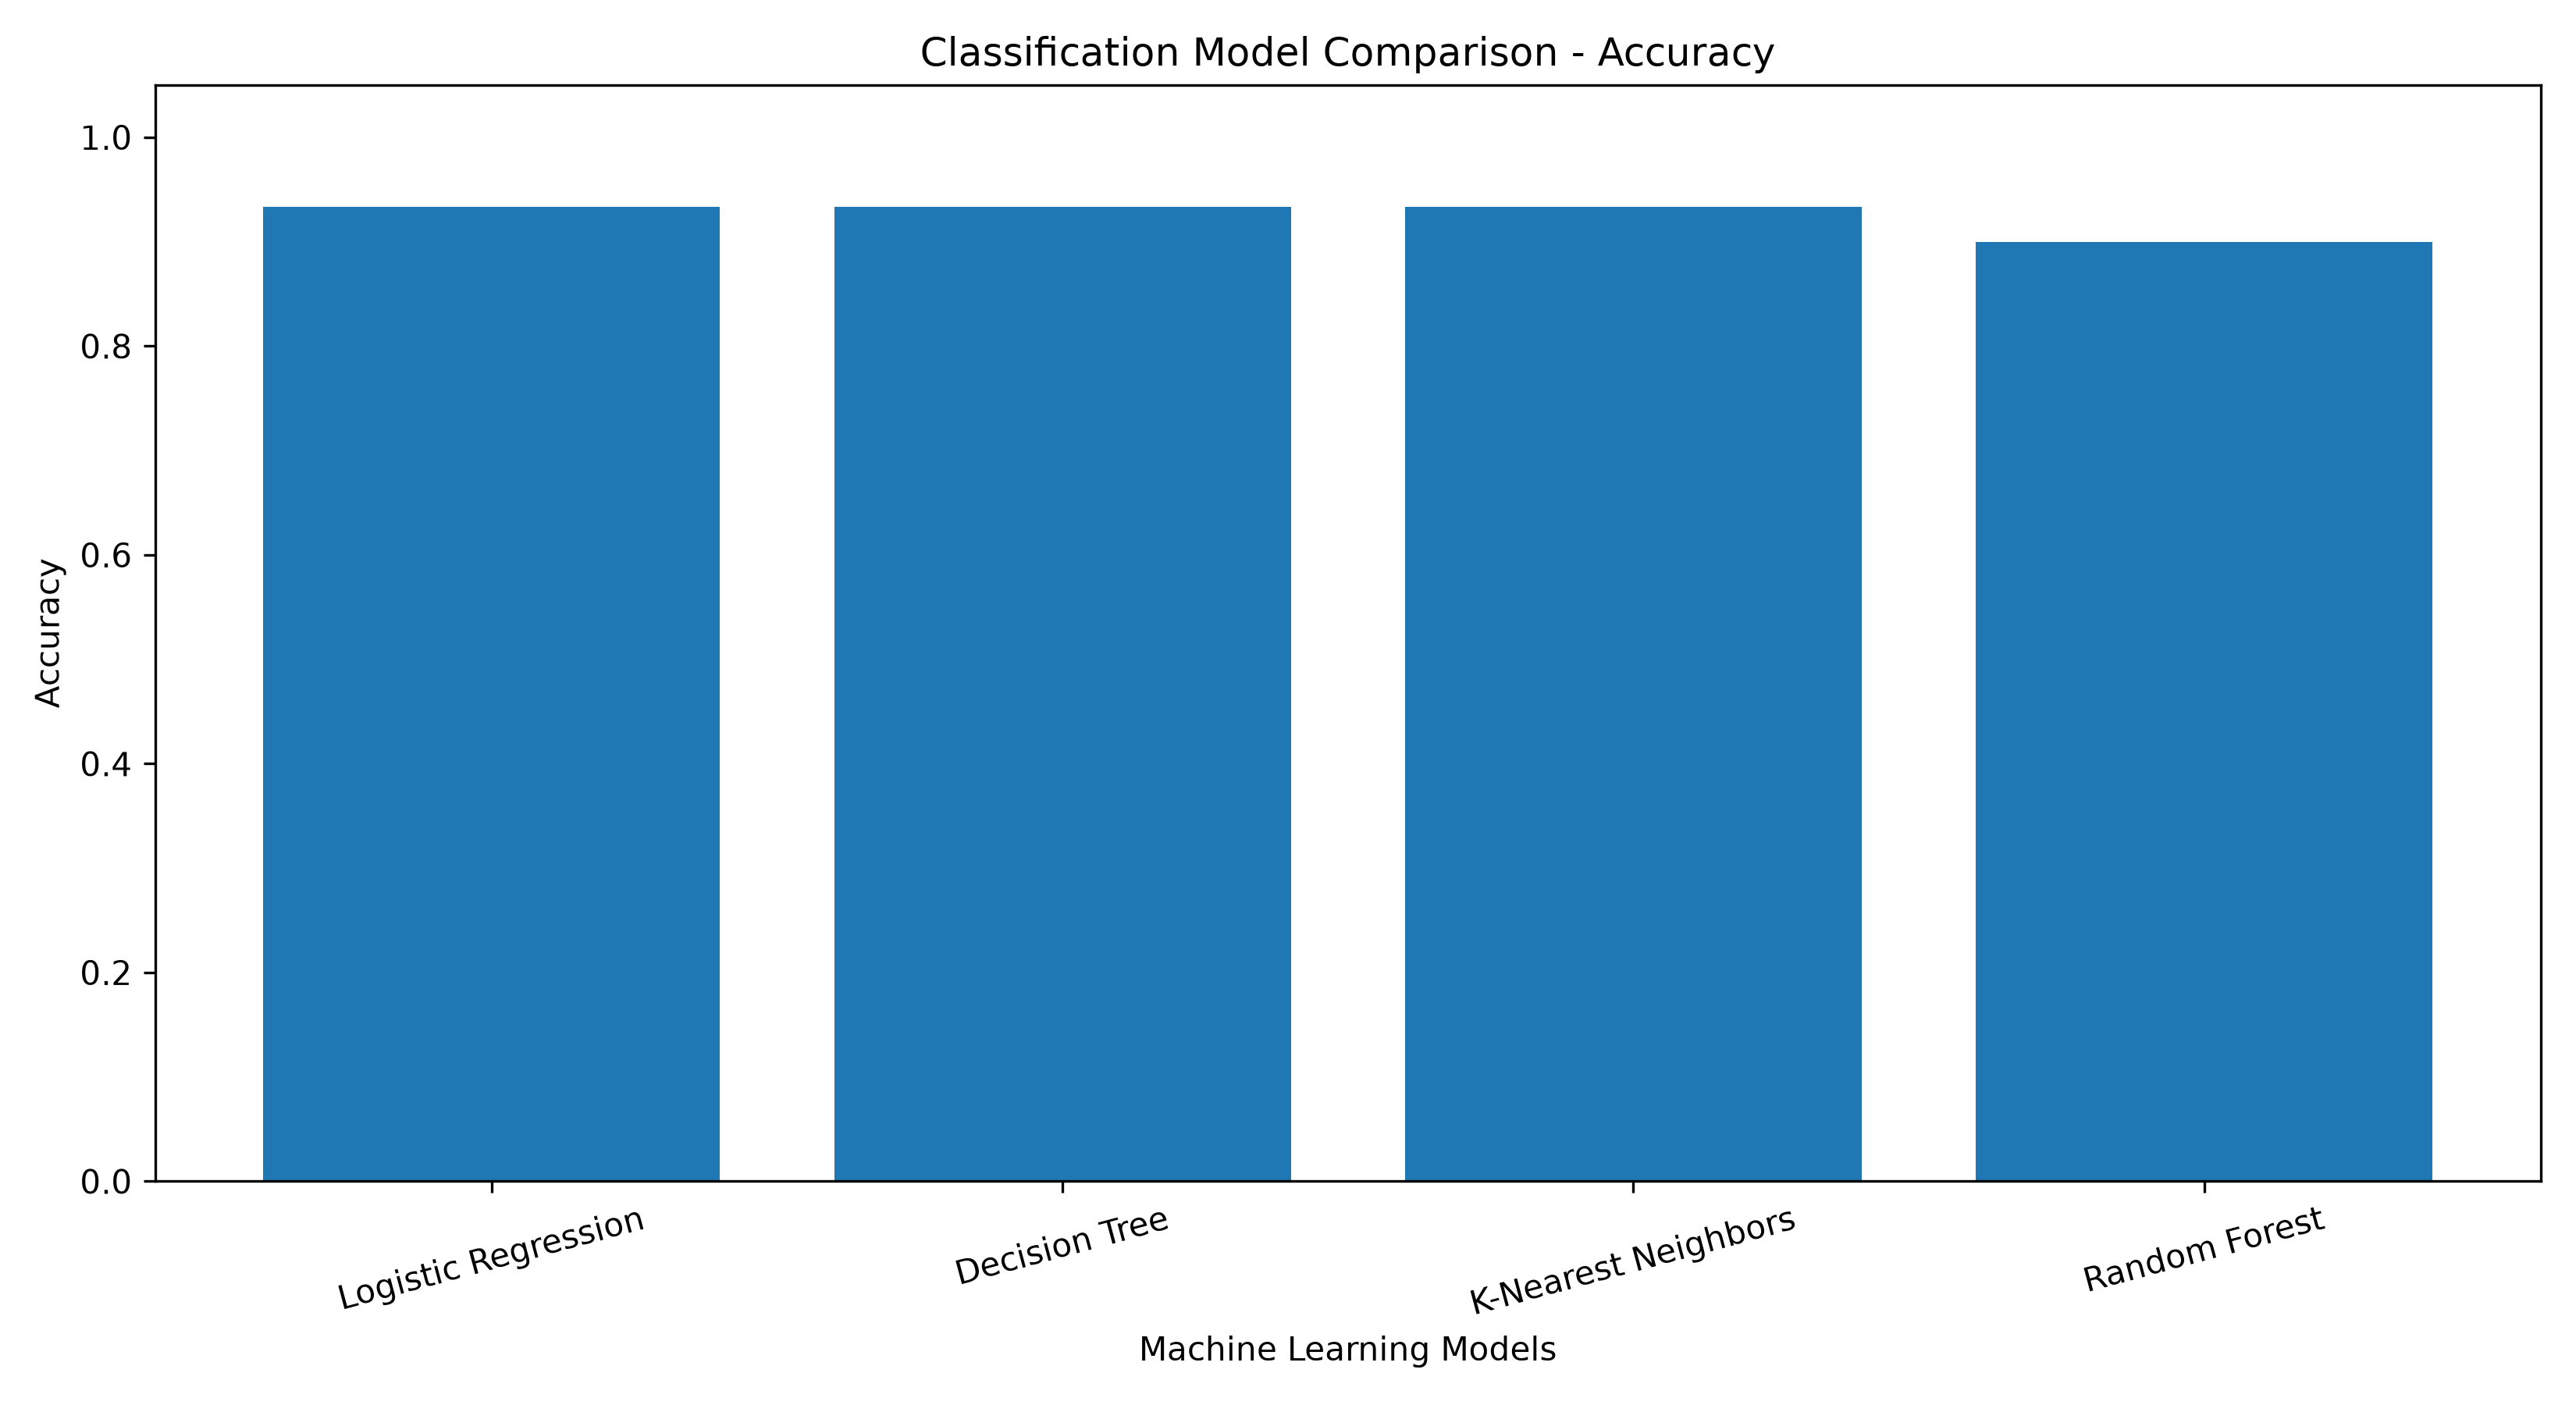 Classification Model Comparison - Accuracy
1.0
0.8
0.6
0.4
0.2
0.0
Accuracy
Logistic Regression
Decision Tree
K-Nearest Neighbors
Random Forest
Machine Learning Models